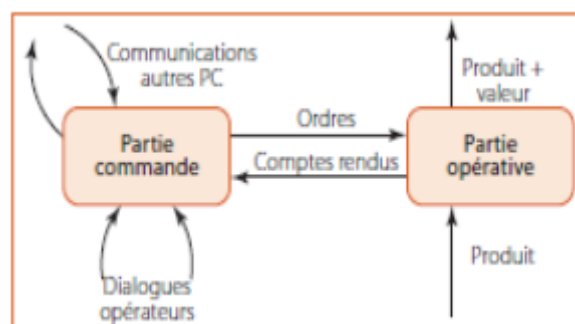 Communications
autres PC
Produit +
valeur
Ordres
Partie
commande
Partie
opérative
Comptes rendus
Produit
Dialogues
opérateurs